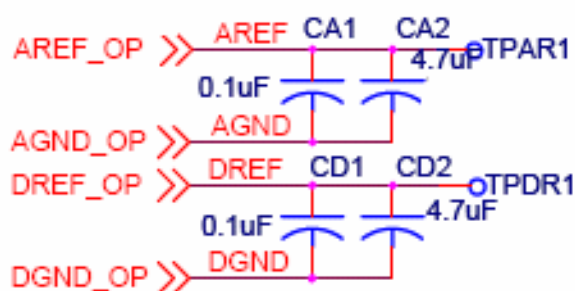 AREF_OP AREF CA1 CA2 TPAR1
0.1uF 4.7uF
AGND_OP AGND
DREF_OP DREF CD1 CD2 TPDR1
0.1uF 4.7uF
DGND_OP DGND